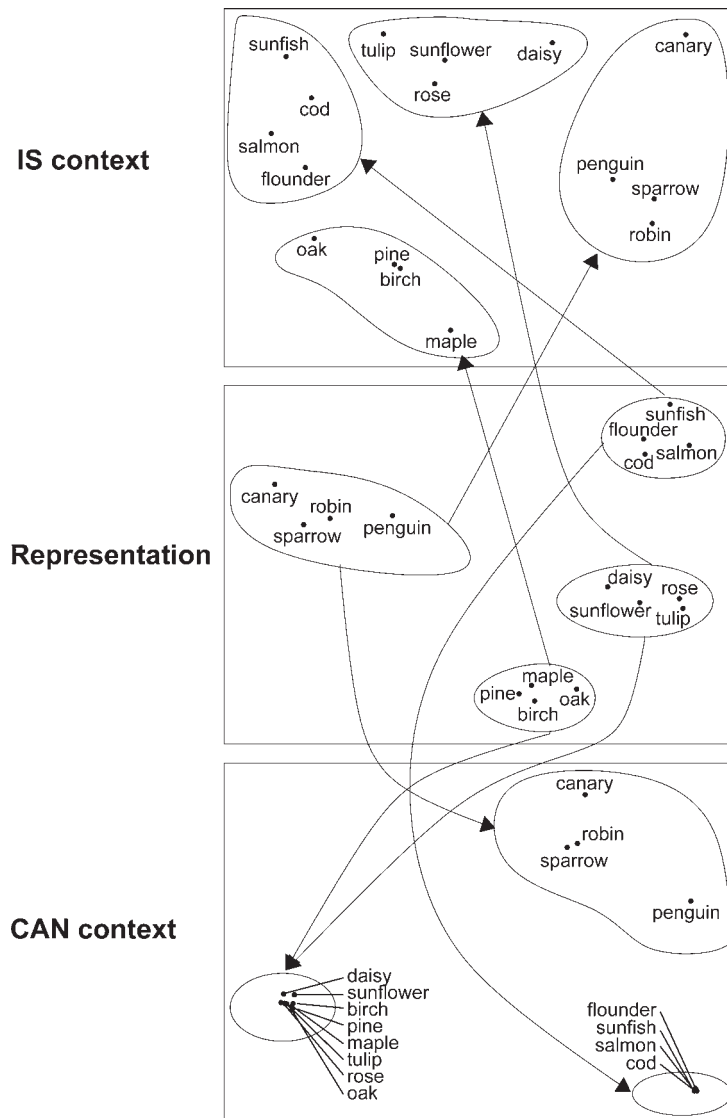 IS context
sunfish
cod
salmon
flounder
tulip
sunflower
daisy
rose
canary
penguin
sparrow
robin
oak
pine
birch
maple
Representation
canary
robin
sparrow
penguin
sunfish
flounder
salmon
cod
daisy
rose
sunflower
tulip
maple
pine
oak
birch
CAN context
canary
robin
sparrow
penguin
daisy
sunflower
birch
pine
maple
tulip
rose
oak
flounder
sunfish
salmon
cod